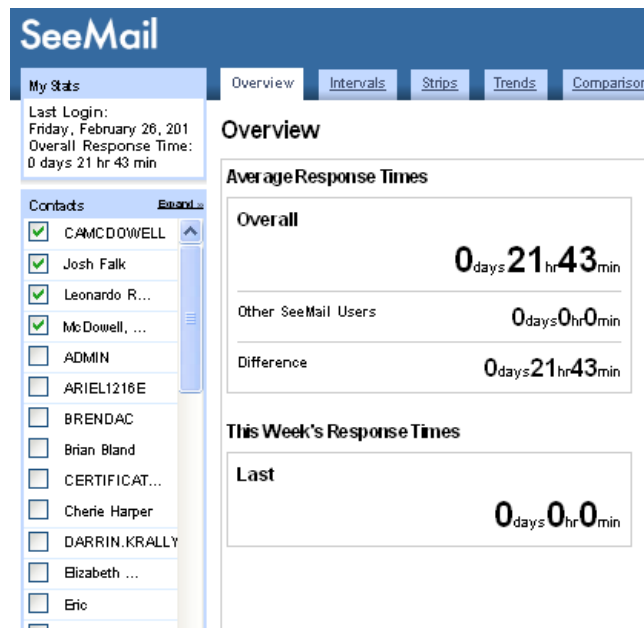 SeeMail
My Stats
Last Login:
Friday, February 26, 201
Overall Response Time:
0 days 21 hr 43 min
Contacts Expand »
CAMCDOWELL
Josh Falk
Leonardo R...
McDowell, ...
ADMIN
ARIEL1216E
BRENDAC
Brian Bland
CERTIFICAT...
Cherie Harper
DARRIN.KRALLY
Elizabeth ...
Eric
Overview Intervals Strips Trends Comparison
Overview
Average Response Times
Overall
0days21hr43min
Other SeeMail Users 0days0hr0min
Difference 0days21hr43min
This Week's Response Times
Last
0days0hr0min